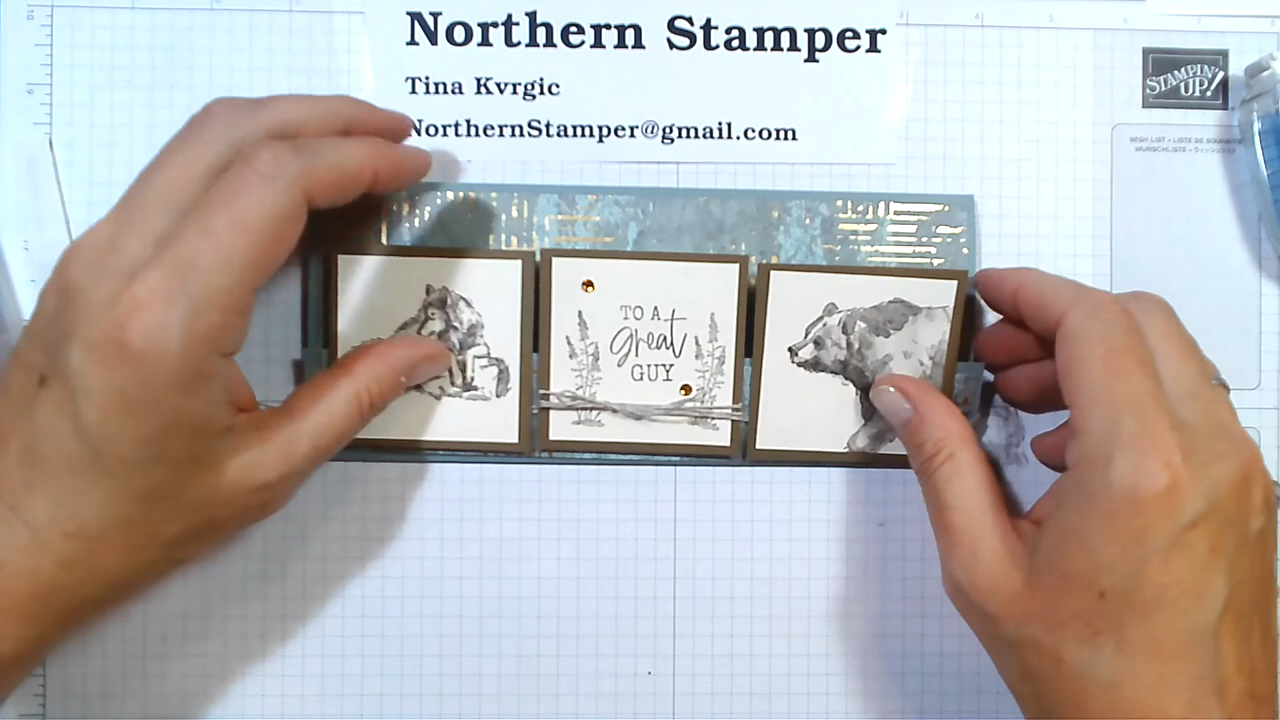 Northern Stamper
Tina Kvrgic
NorthernStamper@gmail.com
STAMPIN'
UP!
WISH LIST • LISTE DE SOUHAITS
WUNSCHLISTE •
TO A
great
GUY